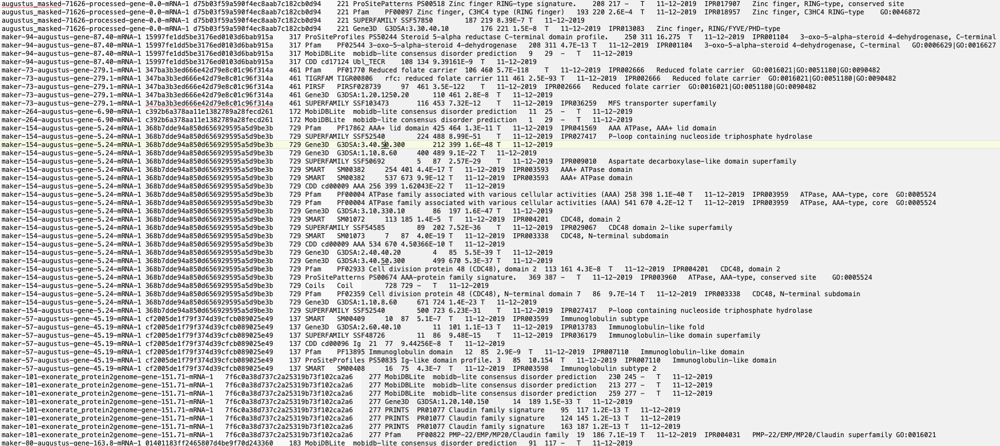 augustus_masked-71626-processed-gene-0.0-mRNA-1 d75b03f59a590f4ec8aab7c182cb0d94 221 ProSitePatterns PS00518 Zinc finger RING-type signature. 208 217 - T 11-12-2019 IPR017907 Zinc finger, RING-type, conserved site
augustus_masked-71626-processed-gene-0.0-mRNA-1 d75b03f59a590f4ec8aab7c182cb0d94 221 Pfam PF00097 Zinc finger, C3HC4 type (RING finger) 193 220 2.6E-4 T 11-12-2019 IPR018957 Zinc finger, C3HC4 RING-type GO:0046872
augustus_masked-71626-processed-gene-0.0-mRNA-1 d75b03f59a590f4ec8aab7c182cb0d94 221 SUPERFAMILY SSF57850 187 219 8.39E-7 T 11-12-2019
augustus_masked-71626-processed-gene-0.0-mRNA-1 d75b03f59a590f4ec8aab7c182cb0d94 221 Gene3D G3DSA:3.30.40.10 176 221 1.5E-8 T 11-12-2019 IPR013083 Zinc finger, RING/FYVE/PHD-type
maker-94-augustus-gene-87.40-mRNA-1 15997fe1dd5be3176ed0103d6bab915a 317 ProSiteProfiles PS50244 Steroid 5-alpha reductase C-terminal domain profile. 250 311 16.275 T 11-12-2019 IPR001104 3-oxo-5-alpha-steroid 4-dehydrogenase, C-terminal
maker-94-augustus-gene-87.40-mRNA-1 15997fe1dd5be3176ed0103d6bab915a 317 Pfam PF02544 3-oxo-5-alpha-steroid 4-dehydrogenase 208 311 4.7E-13 T 11-12-2019 IPR001104 3-oxo-5-alpha-steroid 4-dehydrogenase, C-terminal GO:0006629|GO:0016627
maker-94-augustus-gene-87.40-mRNA-1 15997fe1dd5be3176ed0103d6bab915a 317 MobiDBLite mobidb-lite consensus disorder prediction 9 29 - T 11-12-2019
maker-94-augustus-gene-87.40-mRNA-1 15997fe1dd5be3176ed0103d6bab915a 317 CDD cd17124 Ubl_TECR 108 134 9.39161E-9 T 11-12-2019
maker-73-augustus-gene-279.1-mRNA-1 347ba3b3ed666e42d79e8c01c96f314a 461 Pfam PF01770 Reduced folate carrier 106 460 5.7E-118 T 11-12-2019 IPR002666 Reduced folate carrier GO:0016021|GO:0051180|GO:0090482
maker-73-augustus-gene-279.1-mRNA-1 347ba3b3ed666e42d79e8c01c96f314a 461 TIGRFAM TIGR00806 rfc: reduced folate carrier 111 461 2.5E-93 T 11-12-2019 IPR002666 Reduced folate carrier GO:0016021|GO:0051180|GO:0090482
maker-73-augustus-gene-279.1-mRNA-1 347ba3b3ed666e42d79e8c01c96f314a 461 PIRSF PIRSF028739 97 461 3.5E-122 T 11-12-2019 IPR002666 Reduced folate carrier GO:0016021|GO:0051180|GO:0090482
maker-73-augustus-gene-279.1-mRNA-1 347ba3b3ed666e42d79e8c01c96f314a 461 Gene3D G3DSA:1.20.1250.20 110 461 2.8E-8 T 11-12-2019
maker-73-augustus-gene-279.1-mRNA-1 347ba3b3ed666e42d79e8c01c96f314a 461 SUPERFAMILY SSF103473 116 453 7.32E-12 T 11-12-2019 IPR036259 MFS transporter superfamily
maker-264-augustus-gene-6.90-mRNA-1 c392b6a378aa11e1382789a28fecd261 172 MobiDBLite mobidb-lite consensus disorder prediction 11 25 - T 11-12-2019
maker-264-augustus-gene-6.90-mRNA-1 c392b6a378aa11e1382789a28fecd261 172 MobiDBLite mobidb-lite consensus disorder prediction 1 29 - T 11-12-2019
maker-154-augustus-gene-5.24-mRNA-1 368b7dde94a850d656929595a5d9be3b 729 Pfam PF17862 AAA+ lid domain 425 464 1.3E-11 T 11-12-2019 IPR041569 AAA ATPase, AAA+ lid domain
maker-154-augustus-gene-5.24-mRNA-1 368b7dde94a850d656929595a5d9be3b 729 SUPERFAMILY SSF52540 224 488 8.99E-51 T 11-12-2019 IPR027417 P-loop containing nucleoside triphosphate hydrolase
maker-154-augustus-gene-5.24-mRNA-1 368b7dde94a850d656929595a5d9be3b 729 Gene3D G3DSA:3.40.50.300 212 399 1.6E-48 T 11-12-2019
maker-154-augustus-gene-5.24-mRNA-1 368b7dde94a850d656929595a5d9be3b 729 Gene3D G3DSA:1.10.8.60 400 489 9.1E-22 T 11-12-2019
maker-154-augustus-gene-5.24-mRNA-1 368b7dde94a850d656929595a5d9be3b 729 SUPERFAMILY SSF50692 5 87 2.57E-29 T 11-12-2019 IPR009010 Aspartate decarboxylase-like domain superfamily
maker-154-augustus-gene-5.24-mRNA-1 368b7dde94a850d656929595a5d9be3b 729 SMART SM00382 254 401 4.4E-17 T 11-12-2019 IPR003593 AAA+ ATPase domain
maker-154-augustus-gene-5.24-mRNA-1 368b7dde94a850d656929595a5d9be3b 729 SMART SM00382 537 673 9.9E-12 T 11-12-2019 IPR003593 AAA+ ATPase domain
maker-154-augustus-gene-5.24-mRNA-1 368b7dde94a850d656929595a5d9be3b 729 CDD cd00009 AAA 256 399 1.62043E-22 T 11-12-2019
maker-154-augustus-gene-5.24-mRNA-1 368b7dde94a850d656929595a5d9be3b 729 Pfam PF00004 ATPase family associated with various cellular activities (AAA) 258 398 1.1E-40 T 11-12-2019 IPR003959 ATPase, AAA-type, core GO:0005524
maker-154-augustus-gene-5.24-mRNA-1 368b7dde94a850d656929595a5d9be3b 729 Pfam PF00004 ATPase family associated with various cellular activities (AAA) 541 670 4.2E-12 T 11-12-2019 IPR003959 ATPase, AAA-type, core GO:0005524
maker-154-augustus-gene-5.24-mRNA-1 368b7dde94a850d656929595a5d9be3b 729 Gene3D G3DSA:3.10.330.10 86 197 1.6E-47 T 11-12-2019
maker-154-augustus-gene-5.24-mRNA-1 368b7dde94a850d656929595a5d9be3b 729 SMART SM01072 113 185 1.4E-5 T 11-12-2019 IPR004201 CDC48, domain 2
maker-154-augustus-gene-5.24-mRNA-1 368b7dde94a850d656929595a5d9be3b 729 SUPERFAMILY SSF54585 89 202 7.52E-36 T 11-12-2019 IPR029067 CDC48 domain 2-like superfamily
maker-154-augustus-gene-5.24-mRNA-1 368b7dde94a850d656929595a5d9be3b 729 SMART SM01073 7 87 4.0E-19 T 11-12-2019 IPR003338 CDC48, N-terminal subdomain
maker-154-augustus-gene-5.24-mRNA-1 368b7dde94a850d656929595a5d9be3b 729 CDD cd00009 AAA 534 670 4.50366E-10 T 11-12-2019
maker-154-augustus-gene-5.24-mRNA-1 368b7dde94a850d656929595a5d9be3b 729 Gene3D G3DSA:2.40.40.20 4 85 5.5E-39 T 11-12-2019
maker-154-augustus-gene-5.24-mRNA-1 368b7dde94a850d656929595a5d9be3b 729 Gene3D G3DSA:3.40.50.300 499 670 5.3E-37 T 11-12-2019
maker-154-augustus-gene-5.24-mRNA-1 368b7dde94a850d656929595a5d9be3b 729 Pfam PF02933 Cell division protein 48 (CDC48), domain 2 113 161 4.3E-8 T 11-12-2019 IPR004201 CDC48, domain 2
maker-154-augustus-gene-5.24-mRNA-1 368b7dde94a850d656929595a5d9be3b 729 ProSitePatterns PS00674 AAA-protein family signature. 369 387 - T 11-12-2019 IPR003960 ATPase, AAA-type, conserved site GO:0005524
maker-154-augustus-gene-5.24-mRNA-1 368b7dde94a850d656929595a5d9be3b 729 Coils Coil 728 729 - T 11-12-2019
maker-154-augustus-gene-5.24-mRNA-1 368b7dde94a850d656929595a5d9be3b 729 Pfam PF02359 Cell division protein 48 (CDC48), N-terminal domain 7 86 9.7E-14 T 11-12-2019 IPR003338 CDC48, N-terminal subdomain
maker-154-augustus-gene-5.24-mRNA-1 368b7dde94a850d656929595a5d9be3b 729 Gene3D G3DSA:1.10.8.60 671 724 1.4E-23 T 11-12-2019
maker-154-augustus-gene-5.24-mRNA-1 368b7dde94a850d656929595a5d9be3b 729 SUPERFAMILY SSF52540 500 723 6.23E-31 T 11-12-2019 IPR027417 P-loop containing nucleoside triphosphate hydrolase
maker-57-augustus-gene-45.19-mRNA-1 cf2005de1f79f374d39cfcb089025e49 137 SMART SM00409 10 87 5.1E-7 T 11-12-2019 IPR003599 Immunoglobulin subtype
maker-57-augustus-gene-45.19-mRNA-1 cf2005de1f79f374d39cfcb089025e49 137 Gene3D G3DSA:2.60.40.10 11 101 1.1E-13 T 11-12-2019 IPR013783 Immunoglobulin-like fold
maker-57-augustus-gene-45.19-mRNA-1 cf2005de1f79f374d39cfcb089025e49 137 SUPERFAMILY SSF48726 11 86 9.48E-15 T 11-12-2019 IPR036179 Immunoglobulin-like domain superfamily
maker-57-augustus-gene-45.19-mRNA-1 cf2005de1f79f374d39cfcb089025e49 137 CDD cd00096 Ig 21 77 9.44256E-8 T 11-12-2019
maker-57-augustus-gene-45.19-mRNA-1 cf2005de1f79f374d39cfcb089025e49 137 Pfam PF13895 Immunoglobulin domain 12 85 2.9E-9 T 11-12-2019 IPR007110 Immunoglobulin-like domain
maker-57-augustus-gene-45.19-mRNA-1 cf2005de1f79f374d39cfcb089025e49 137 ProSiteProfiles PS50835 Ig-like domain profile. 3 85 10.154 T 11-12-2019 IPR007110 Immunoglobulin-like domain
maker-57-augustus-gene-45.19-mRNA-1 cf2005de1f79f374d39cfcb089025e49 137 SMART SM00408 16 75 4.3E-7 T 11-12-2019 IPR003598 Immunoglobulin subtype 2
maker-101-exonerate_protein2genome-gene-151.71-mRNA-1 7f6c0a38d737c2a25319b73f102ca2a6 277 MobiDBLite mobidb-lite consensus disorder prediction 230 245 - T 11-12-2019
maker-101-exonerate_protein2genome-gene-151.71-mRNA-1 7f6c0a38d737c2a25319b73f102ca2a6 277 MobiDBLite mobidb-lite consensus disorder prediction 213 277 - T 11-12-2019
maker-101-exonerate_protein2genome-gene-151.71-mRNA-1 7f6c0a38d737c2a25319b73f102ca2a6 277 MobiDBLite mobidb-lite consensus disorder prediction 259 277 - T 11-12-2019
maker-101-exonerate_protein2genome-gene-151.71-mRNA-1 7f6c0a38d737c2a25319b73f102ca2a6 277 Gene3D G3DSA:1.20.140.150 14 189 1.5E-33 T 11-12-2019
maker-101-exonerate_protein2genome-gene-151.71-mRNA-1 7f6c0a38d737c2a25319b73f102ca2a6 277 PRINTS PR01077 Claudin family signature 95 117 1.2E-13 T 11-12-2019
maker-101-exonerate_protein2genome-gene-151.71-mRNA-1 7f6c0a38d737c2a25319b73f102ca2a6 277 PRINTS PR01077 Claudin family signature 124 145 1.2E-13 T 11-12-2019
maker-101-exonerate_protein2genome-gene-151.71-mRNA-1 7f6c0a38d737c2a25319b73f102ca2a6 277 PRINTS PR01077 Claudin family signature 163 187 1.2E-13 T 11-12-2019
maker-101-exonerate_protein2genome-gene-151.71-mRNA-1 7f6c0a38d737c2a25319b73f102ca2a6 277 Pfam PF00822 PMP-22/EMP/MP20/Claudin family 19 186 7.1E-19 T 11-12-2019 IPR004031 PMP-22/EMP/MP20/Claudin superfamily GO:0016021
maker-80-augustus-gene-163.8-mRNA-1 01401183ff2465807d4be9f70d243360 183 MobiDBLite mobidb-lite consensus disorder prediction 91 117 - T 11-12-2019